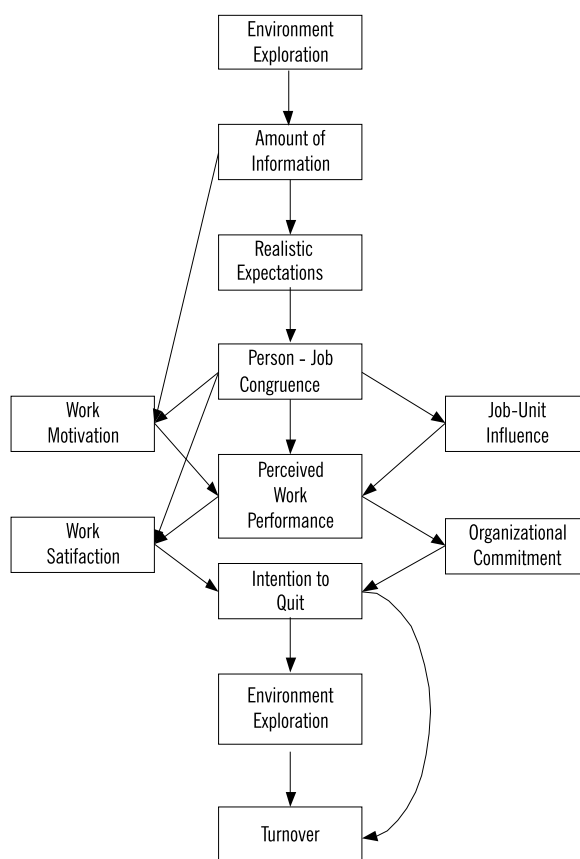 Environment
Exploration
Amount of
Information
Realistic
Expectations
Person - Job
Congruence
Work
Motivation
Job-Unit
Influence
Perceived
Work
Performance
Work
Satifaction
Organizational
Commitment
Intention to
Quit
Environment
Exploration
Turnover